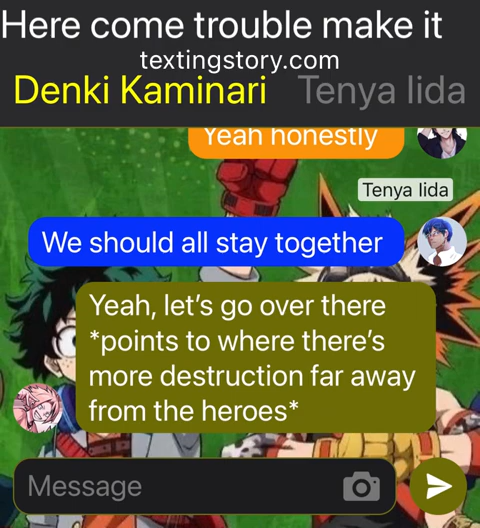 Here come trouble make it
textingstory.com
Denki Kaminari Tenya Iida
Yeah honestly
Tenya Iida
We should all stay together
Yeah, let’s go over there
*points to where there’s
more destruction far away
from the heroes*
Message